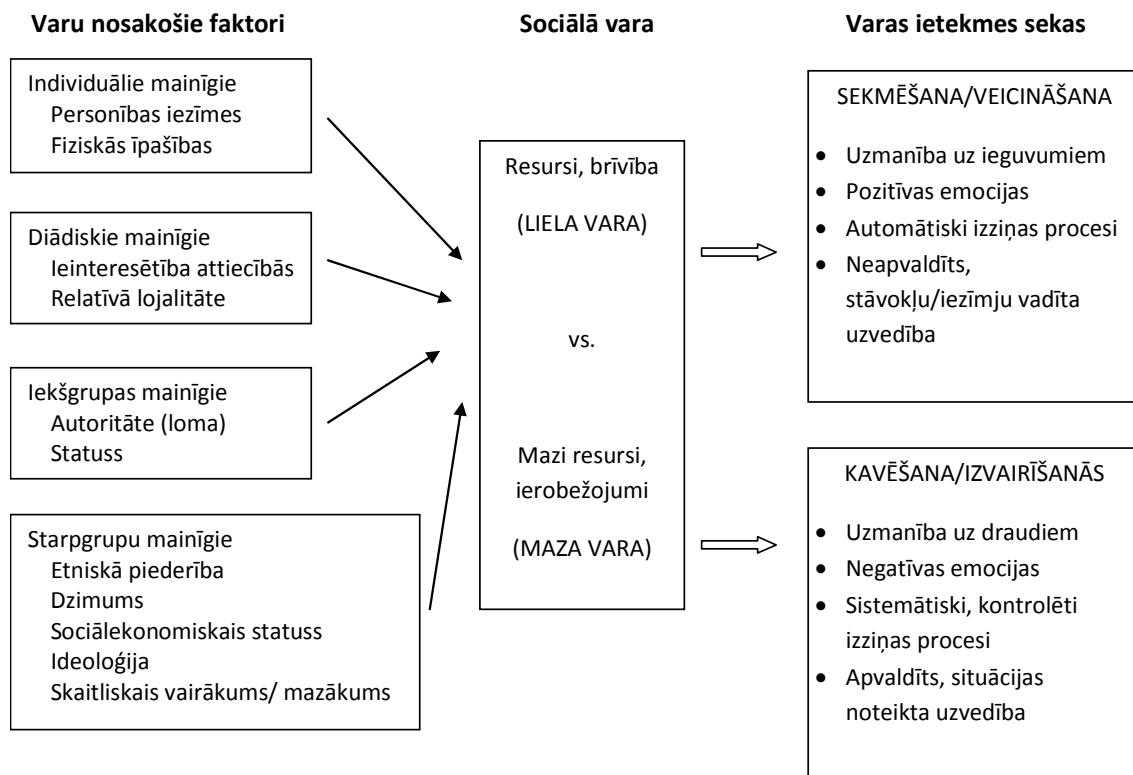 Varu nosakošie faktori
Individuālie mainīgie
Personības iezīmes
Fiziskās īpašības
Diādiskie mainīgie
Ieinteresētība attiecībās
Relatīvā lojalitāte
Iekšgrupas mainīgie
Autoritāte (loma)
Statuss
Starpgrupu mainīgie
Etniskā piederība
Dzimums
Sociālekonomiskais statuss
Ideoloģija
Skaitliskais vairākums/ mazākums
Sociālā vara
Resursi, brīvība
(LIELA VARA)
vs.
Mazi resursi,
ierobežojumi
(MAZA VARA)
Varas ietekmes sekas
SEKMĒŠANA/VEICINĀŠANA
• Uzmanība uz ieguvumiem
• Pozitīvas emocijas
• Automātiski izziņas procesi
• Neapvaldīts,
stāvokļu/iezīmju vadīta
uzvedība
KAVĒŠANA/IZVAIRĪŠANĀS
• Uzmanība uz draudiem
• Negatīvas emocijas
• Sistemātiski, kontrolēti
izziņas procesi
• Apvaldīts, situācijas
noteikta uzvedība